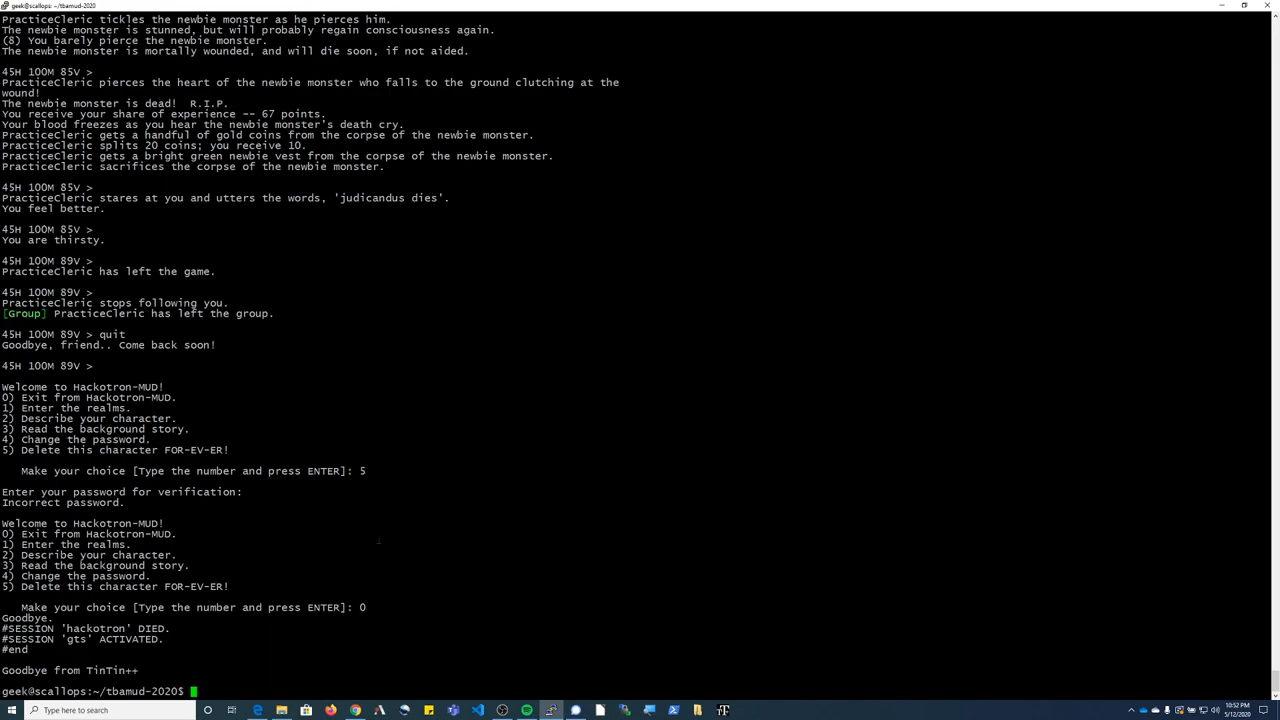 geek@scallops: ~/tbamud-2020
PracticeCleric tickles the newbie monster as he pierces him.
The newbie monster is stunned, but will probably regain consciousness again.
(8) You barely pierce the newbie monster.
The newbie monster is mortally wounded, and will die soon, if not aided.
45H 100M 85V >
PracticeCleric pierces the heart of the newbie monster who falls to the ground clutching at the
wound!
The newbie monster is dead!  R.I.P.
You receive your share of experience -- 67 points.
Your blood freezes as you hear the newbie monster's death cry.
PracticeCleric gets a handful of gold coins from the corpse of the newbie monster.
PracticeCleric splits 20 coins; you receive 10.
PracticeCleric gets a bright green newbie vest from the corpse of the newbie monster.
PracticeCleric sacrifices the corpse of the newbie monster.
45H 100M 85V >
PracticeCleric stares at you and utters the words, 'judicandus dies'.
You feel better.
45H 100M 85V >
You are thirsty.
45H 100M 89V >
PracticeCleric has left the game.
45H 100M 89V >
PracticeCleric stops following you.
[Group] PracticeCleric has left the group.
45H 100M 89V > quit
Goodbye, friend.. Come back soon!
45H 100M 89V >
Welcome to Hackotron-MUD!
0) Exit from Hackotron-MUD.
1) Enter the realms.
2) Describe your character.
3) Read the background story.
4) Change the password.
5) Delete this character FOR-EV-ER!
Make your choice [Type the number and press ENTER]: 5
Enter your password for verification:
Incorrect password.
Welcome to Hackotron-MUD!
0) Exit from Hackotron-MUD.
1) Enter the realms.
2) Describe your character.
3) Read the background story.
4) Change the password.
5) Delete this character FOR-EV-ER!
Make your choice [Type the number and press ENTER]: 0
Goodbye.
#SESSION 'hackotron' DIED.
#SESSION 'gts' ACTIVATED.
#end
Goodbye from TinTin++
geek@scallops:~/tbamud-2020$
Type here to search
10:52 PM
5/12/2020